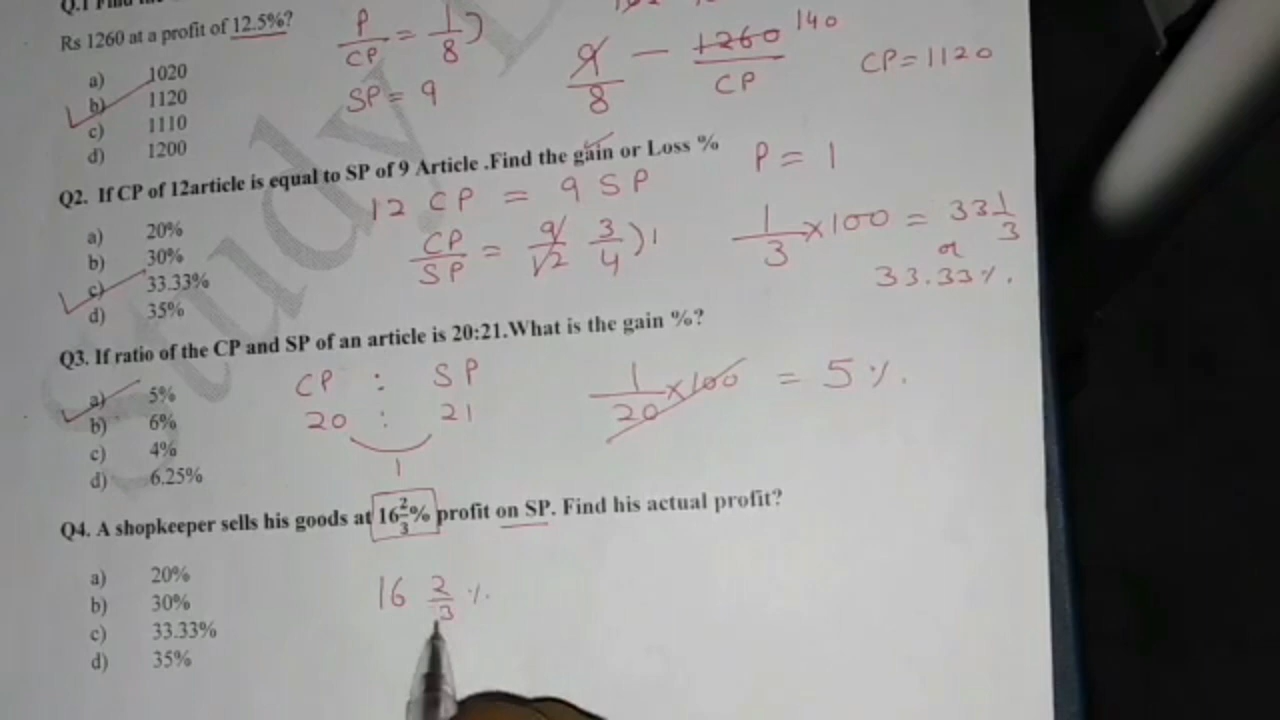 Q.1 Find the
Rs 1260 at a profit of 12.5%?
a) 1020
b) 1120
c) 1110
d) 1200
P/CP = 1/8 )
SP = 9
9/8 - 1260/CP 140
CP = 1120
Q2. If CP of 12article is equal to SP of 9 Article .Find the gain or Loss %
a) 20%
b) 30%
c) 33.33%
d) 35%
12 CP = 9 SP
CP/SP = 9/12 3/4 ) 1
P = 1
1/3 ×100 = 33 1/3
or
33.33%.
Q3. If ratio of the CP and SP of an article is 20:21.What is the gain %?
a) 5%
b) 6%
c) 4%
d) 6.25%
CP : SP
20 : 21
1
1/20 ×100 = 5 %.
Q4. A shopkeeper sells his goods at 16 2/3% profit on SP. Find his actual profit?
a) 20%
b) 30%
c) 33.33%
d) 35%
16 2/3 %.
Study